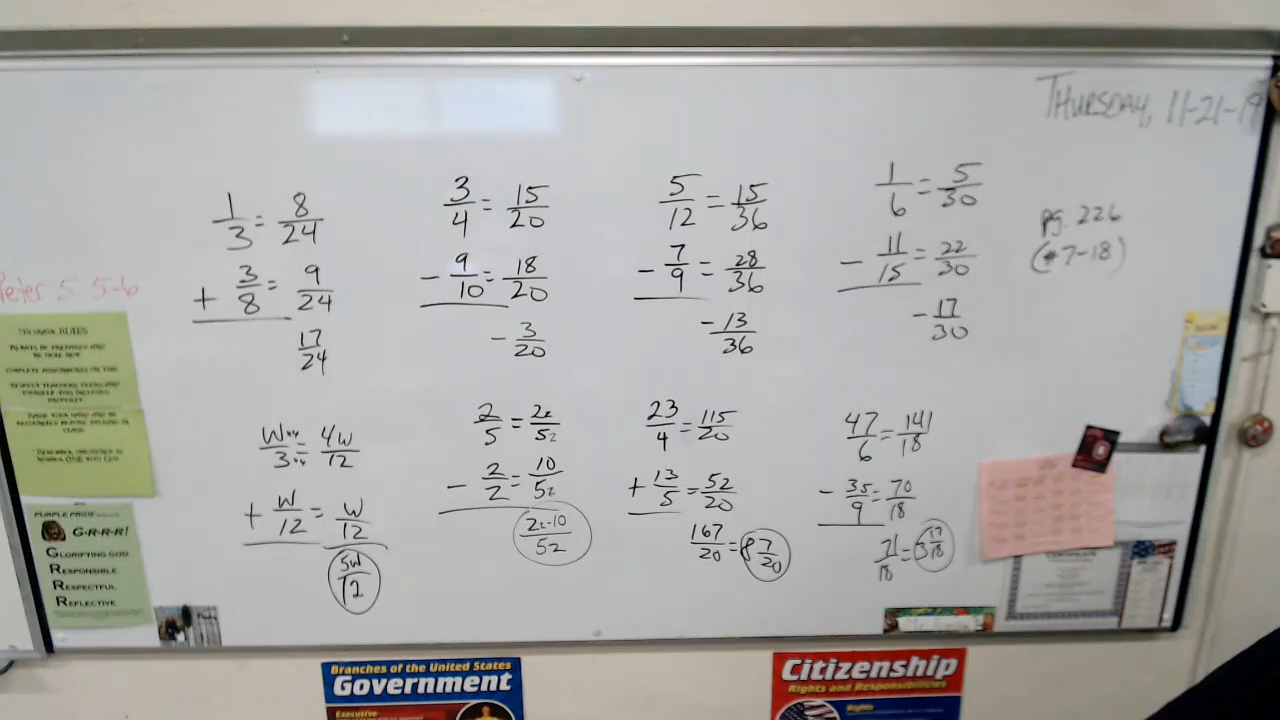 THURSDAY, 11-21-19
1/3 = 8/24
+ 3/8 = 9/24
17/24
3/4 = 15/20
- 9/10 = 18/20
- 3/20
5/12 = 15/36
- 7/9 = 28/36
- 13/36
1/6 = 5/30
- 11/15 = 22/30
- 17/30
pg. 226
(#7-18)
Peter 5:5-6
W/3 = 4W/12
+ W/12 = W/12
5W/12
2/5 = 2z/5z
- 2/z = 10/5z
2z-10/5z
23/4 = 115/20
+ 13/5 = 52/20
167/20 = 8 7/20
47/6 = 141/18
- 35/9 = 70/18
71/18 = 3 17/18
PURPLE PRIDE
G-R-R-R!
GLORIFYING GOD
RESPONSIBLE
RESPECTFUL
REFLECTIVE
CERTIFICATE
Branches of the United States
Government
Executive
Citizenship
Rights and Responsibilities
Rights